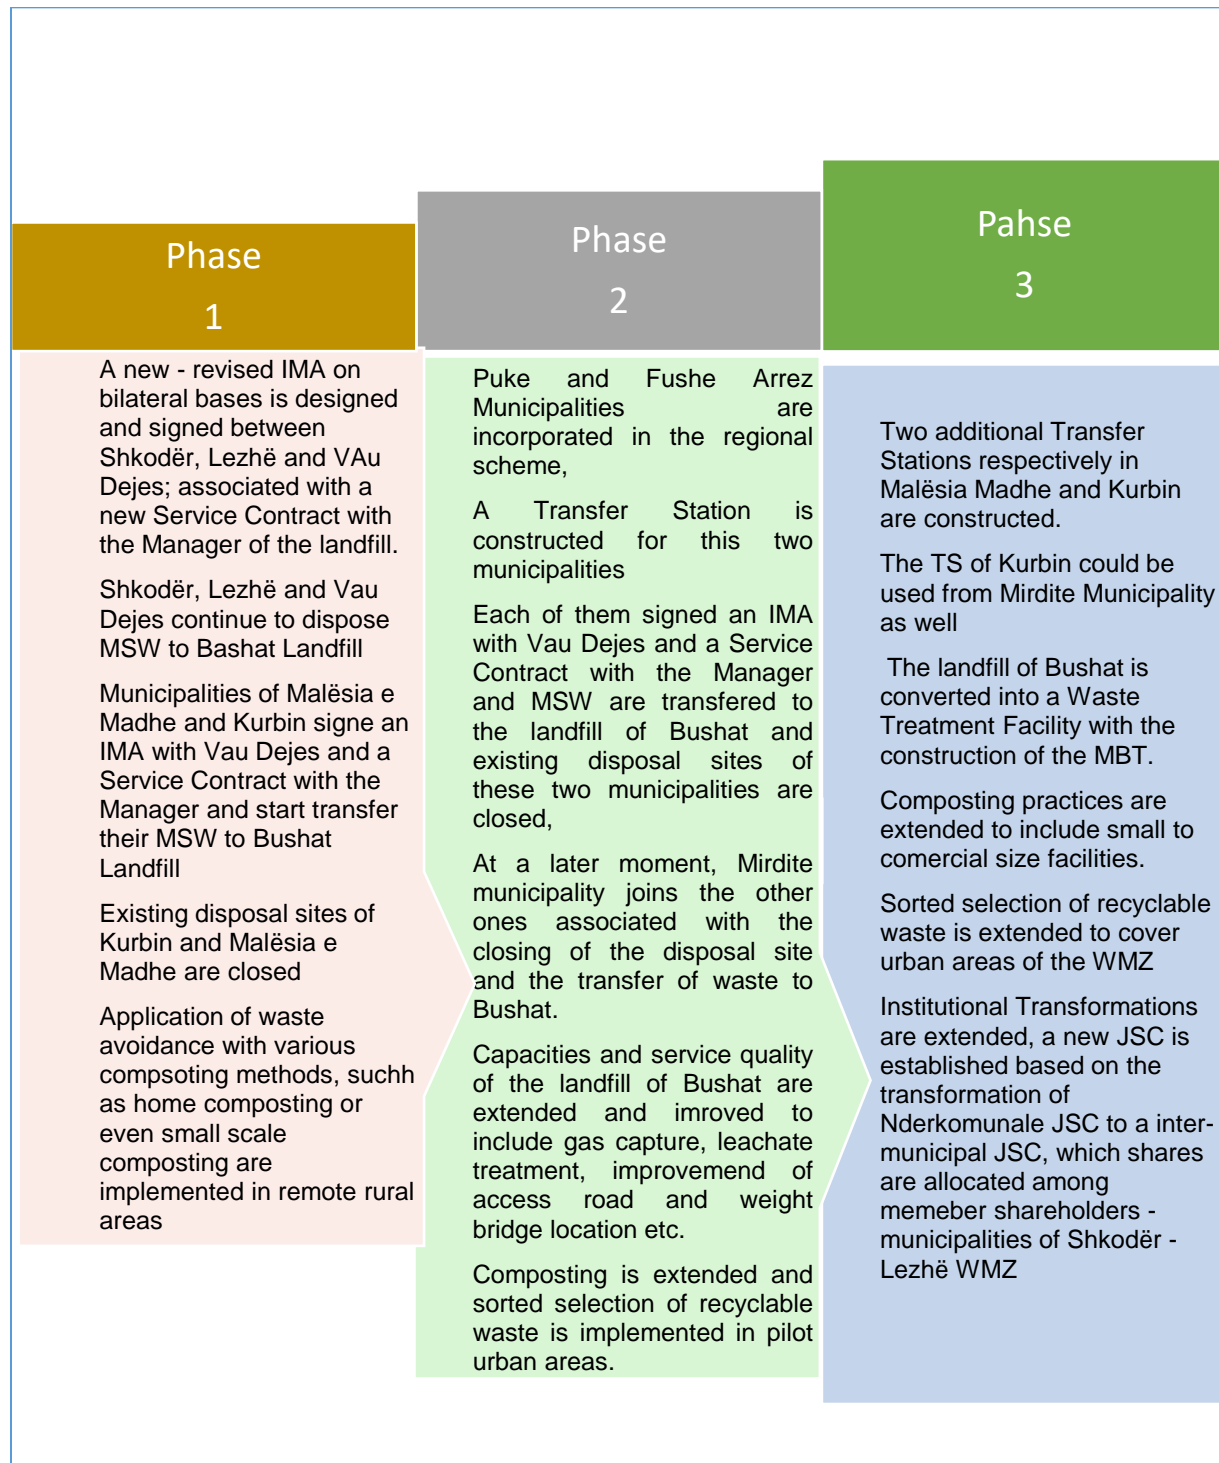 Phase
1
A new - revised IMA on
bilateral bases is designed
and signed between
Shkodër, Lezhë and VAu
Dejes; associated with a
new Service Contract with
the Manager of the landfill.
Shkodër, Lezhë and Vau
Dejes continue to dispose
MSW to Bashat Landfill
Municipalities of Malësia e
Madhe and Kurbin signe an
IMA with Vau Dejes and a
Service Contract with the
Manager and start transfer
their MSW to Bushat
Landfill
Existing disposal sites of
Kurbin and Malësia e
Madhe are closed
Application of waste
avoidance with various
compsoting methods, suchh
as home composting or
even small scale
composting are
implemented in remote rural
areas
Phase
2
Puke and Fushe Arrez
Municipalities are
incorporated in the regional
scheme,
A Transfer Station is
constructed for this two
municipalities
Each of them signed an IMA
with Vau Dejes and a Service
Contract with the Manager
and MSW are transfered to
the landfill of Bushat and
existing disposal sites of
these two municipalities are
closed,
At a later moment, Mirdite
municipality joins the other
ones associated with the
closing of the disposal site
and the transfer of waste to
Bushat.
Capacities and service quality
of the landfill of Bushat are
extended and imroved to
include gas capture, leachate
treatment, improvemend of
access road and weight
bridge location etc.
Composting is extended and
sorted selection of recyclable
waste is implemented in pilot
urban areas.
Pahse
3
Two additional Transfer
Stations respectively in
Malësia Madhe and Kurbin
are constructed.
The TS of Kurbin could be
used from Mirdite Municipality
as well
The landfill of Bushat is
converted into a Waste
Treatment Facility with the
construction of the MBT.
Composting practices are
extended to include small to
comercial size facilities.
Sorted selection of recyclable
waste is extended to cover
urban areas of the WMZ
Institutional Transformations
are extended, a new JSC is
established based on the
transformation of
Nderkomunale JSC to a inter-
municipal JSC, which shares
are allocated among
memeber shareholders -
municipalities of Shkodër -
Lezhë WMZ